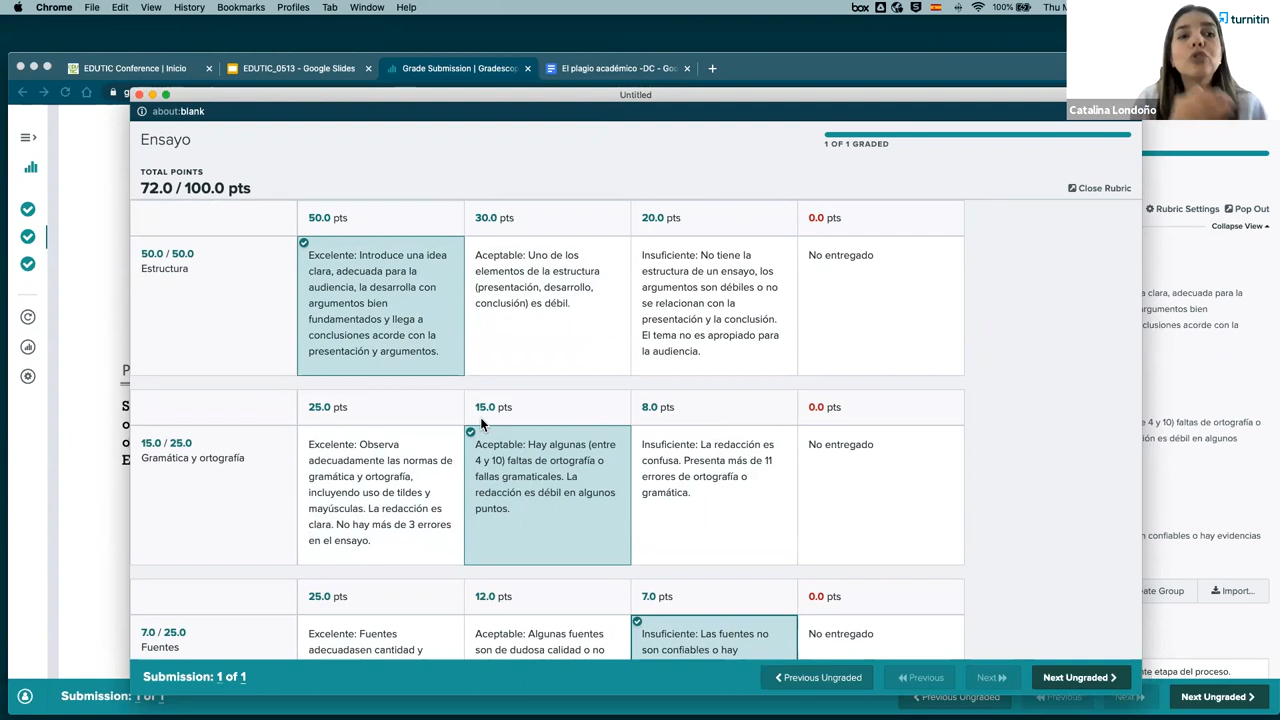 Chrome File Edit View History Bookmarks Profiles Tab Window Help
box
100%
Thu M
turnitin
Catalina Londoño
EDUTIC Conference | Inicio
EDUTIC_0513 - Google Slides
Grade Submission | Gradescop
El plagio académico -DC - Goo
Untitled
about:blank
Ensayo
1 OF 1 GRADED
TOTAL POINTS
72.0 / 100.0 pts
Close Rubric
Rubric Settings
Pop Out
Collapse View
50.0 pts
30.0 pts
20.0 pts
0.0 pts
50.0 / 50.0
Estructura
Excelente: Introduce una idea
clara, adecuada para la
audiencia, la desarrolla con
argumentos bien
fundamentados y llega a
conclusiones acorde con la
presentación y argumentos.
Aceptable: Uno de los
elementos de la estructura
(presentación, desarrollo,
conclusión) es débil.
Insuficiente: No tiene la
estructura de un ensayo, los
argumentos son débiles o no
se relacionan con la
presentación y la conclusión.
El tema no es apropiado para
la audiencia.
No entregado
25.0 pts
15.0 pts
8.0 pts
0.0 pts
15.0 / 25.0
Gramática y ortografía
Excelente: Observa
adecuadamente las normas de
gramática y ortografía,
incluyendo uso de tildes y
mayúsculas. La redacción es
clara. No hay más de 3 errores
en el ensayo.
Aceptable: Hay algunas (entre
4 y 10) faltas de ortografía o
fallas gramaticales. La
redacción es débil en algunos
puntos.
Insuficiente: La redacción es
confusa. Presenta más de 11
errores de ortografía o
gramática.
No entregado
25.0 pts
12.0 pts
7.0 pts
0.0 pts
7.0 / 25.0
Fuentes
Excelente: Fuentes
adecuadasen cantidad y
Aceptable: Algunas fuentes
son de dudosa calidad o no
Insuficiente: Las fuentes no
son confiables o hay
No entregado
a clara, adecuada para la
rgumentos bien
clusiones acorde con la
e 4 y 10) faltas de ortografía o
ión es débil en algunos
n confiables o hay evidencias
ate Group
Import...
nte etapa del proceso.
Submission: 1 of 1
Previous Ungraded
Previous
Next
Next Ungraded
Submission: 1 of 1
Previous Ungraded
Previous
Next
Next Ungraded